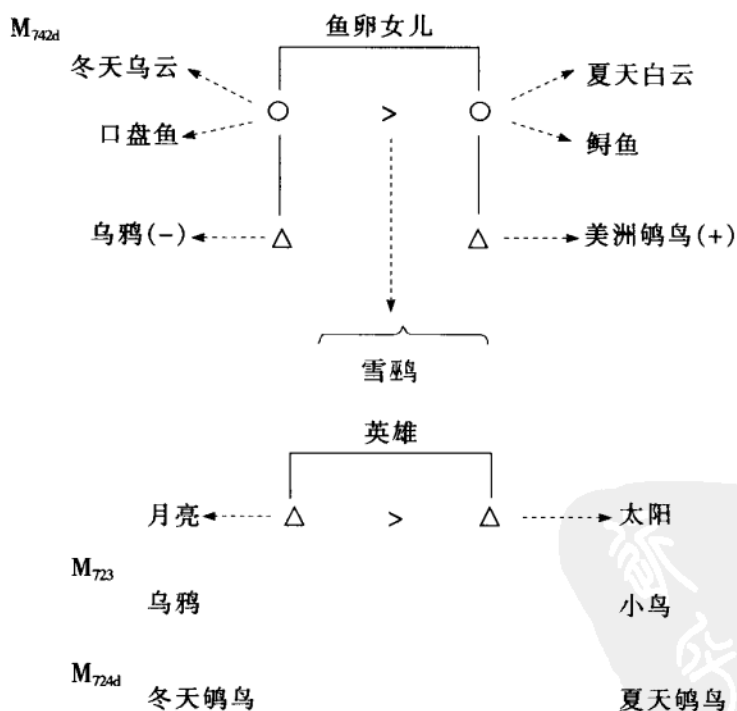 M742d
鱼卵女儿
冬天乌云 夏天白云
>
口盘鱼 鲟鱼
乌鸦(-) 美洲鸲鸟(+)
雪鹀
英雄
月亮 > 太阳
M723
乌鸦 小鸟
M724d
冬天鸲鸟 夏天鸲鸟